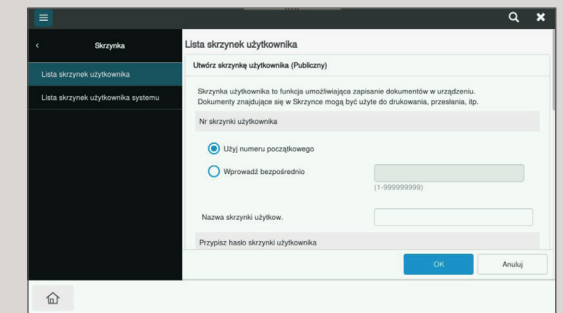 Skrzynka
Lista skrzynek użytkownika
Lista skrzynek użytkownika systemu
Lista skrzynek użytkownika
Utwórz skrzynkę użytkownika (Publiczny)
Skrzynka użytkownika to funkcja umożliwiająca zapisanie dokumentów w urządzeniu.
Dokumenty znajdujące się w Skrzynce mogą być użyte do drukowania, przesłania, itp.
Nr skrzynki użytkownika
Użyj numeru początkowego
Wprowadź bezpośrednio
(1-999999999)
Nazwa skrzynki użytkow.
Przypisz hasło skrzynki użytkownika
OK
Anuluj